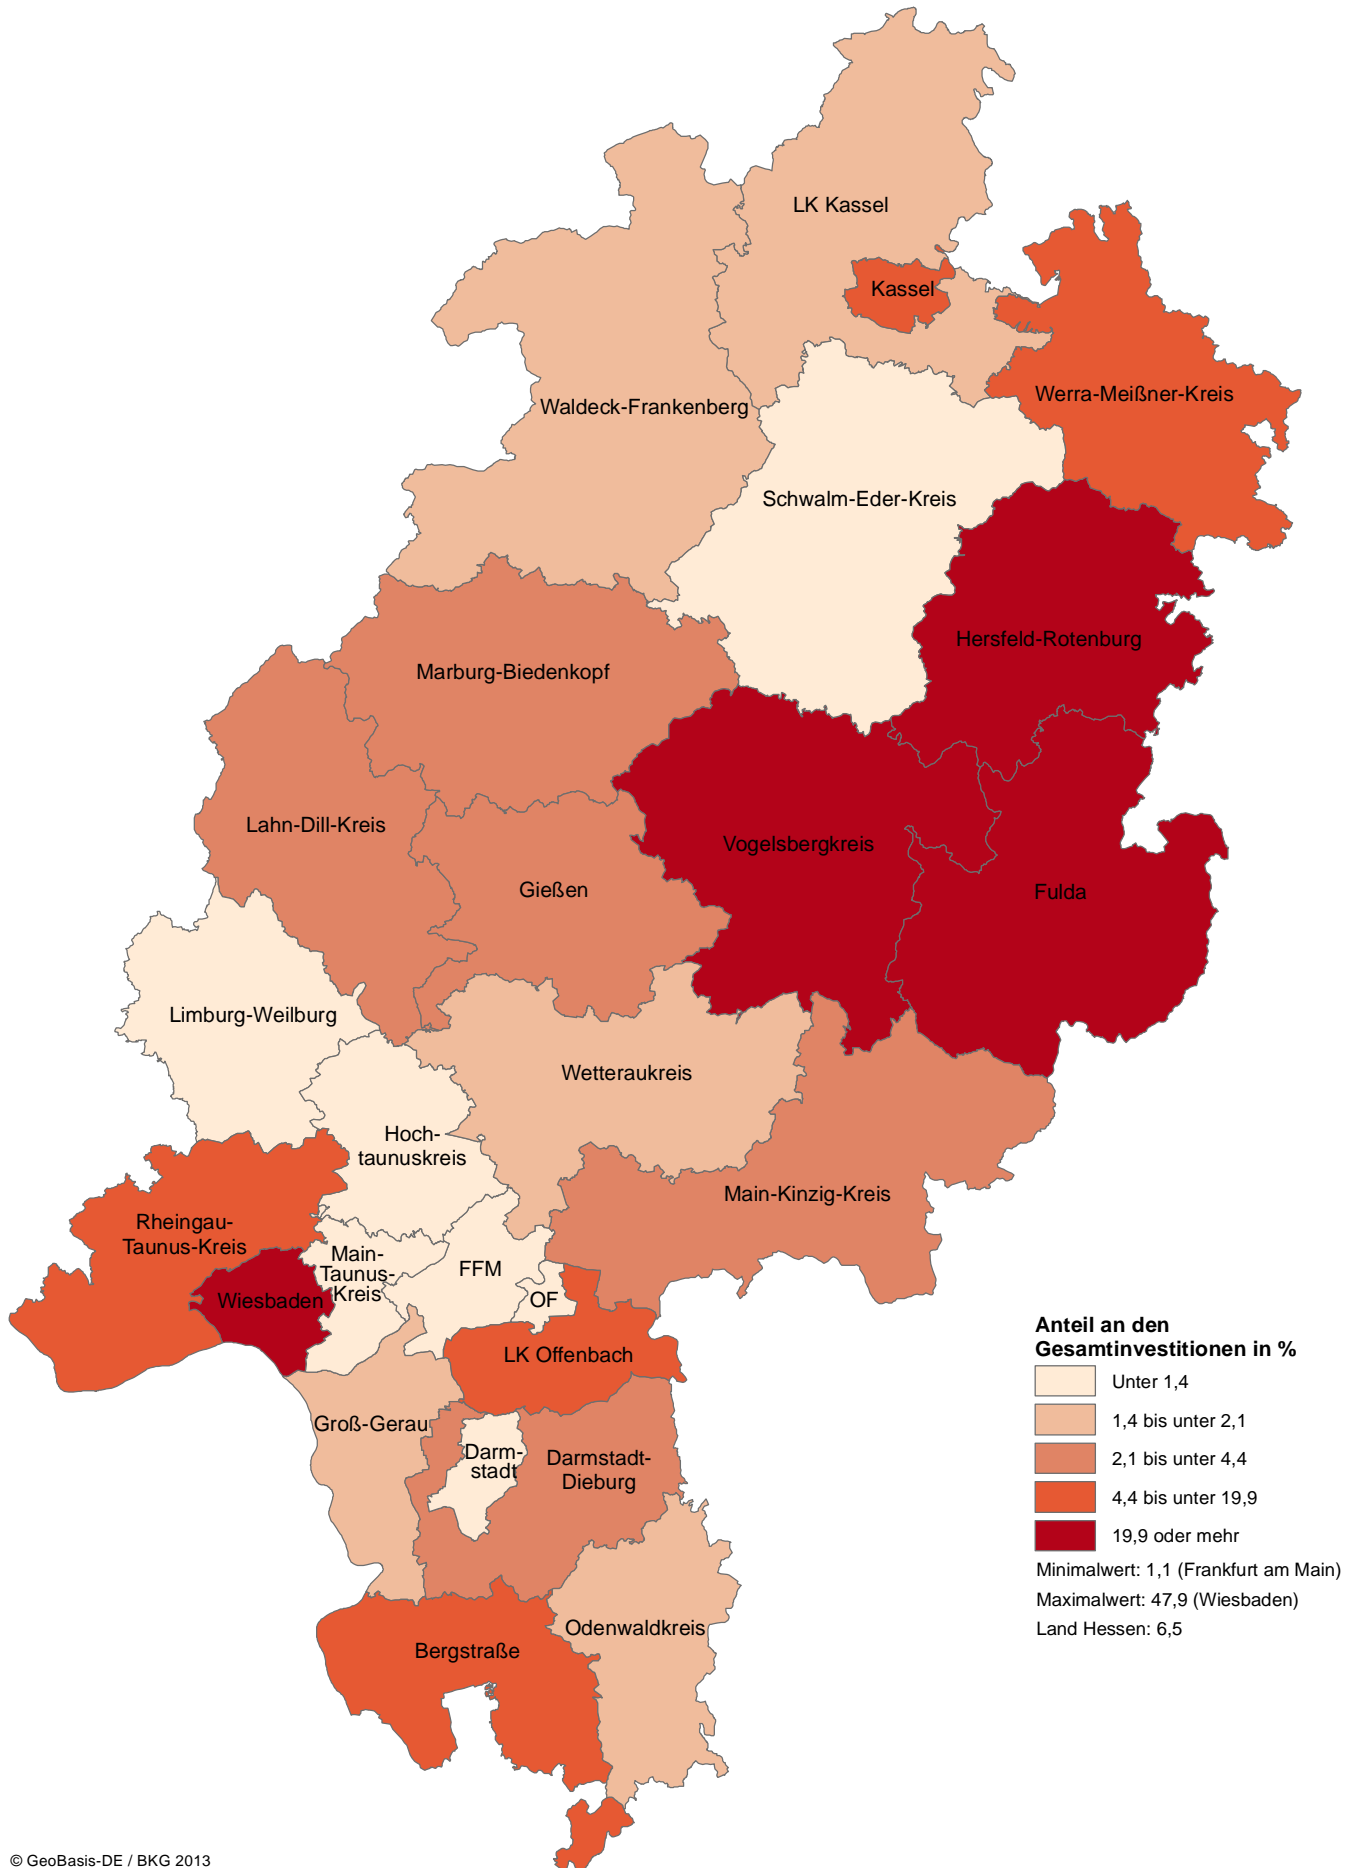 LK Kassel
Kassel
Werra-Meißner-Kreis
Waldeck-Frankenberg
Schwalm-Eder-Kreis
Hersfeld-Rotenburg
Marburg-Biedenkopf
Lahn-Dill-Kreis
Vogelsbergkreis
Gießen
Fulda
Limburg-Weilburg
Wetteraukreis
Hoch-
taunuskreis
Main-Kinzig-Kreis
Rheingau-
Taunus-Kreis
Main-
Taunus-
Kreis
FFM
OF
Wiesbaden
LK Offenbach
Groß-Gerau
Darm-
stadt
Darmstadt-
Dieburg
Odenwaldkreis
Bergstraße
Anteil an den
Gesamtinvestitionen in %
Unter 1,4
1,4 bis unter 2,1
2,1 bis unter 4,4
4,4 bis unter 19,9
19,9 oder mehr
Minimalwert: 1,1 (Frankfurt am Main)
Maximalwert: 47,9 (Wiesbaden)
Land Hessen: 6,5
© GeoBasis-DE / BKG 2013